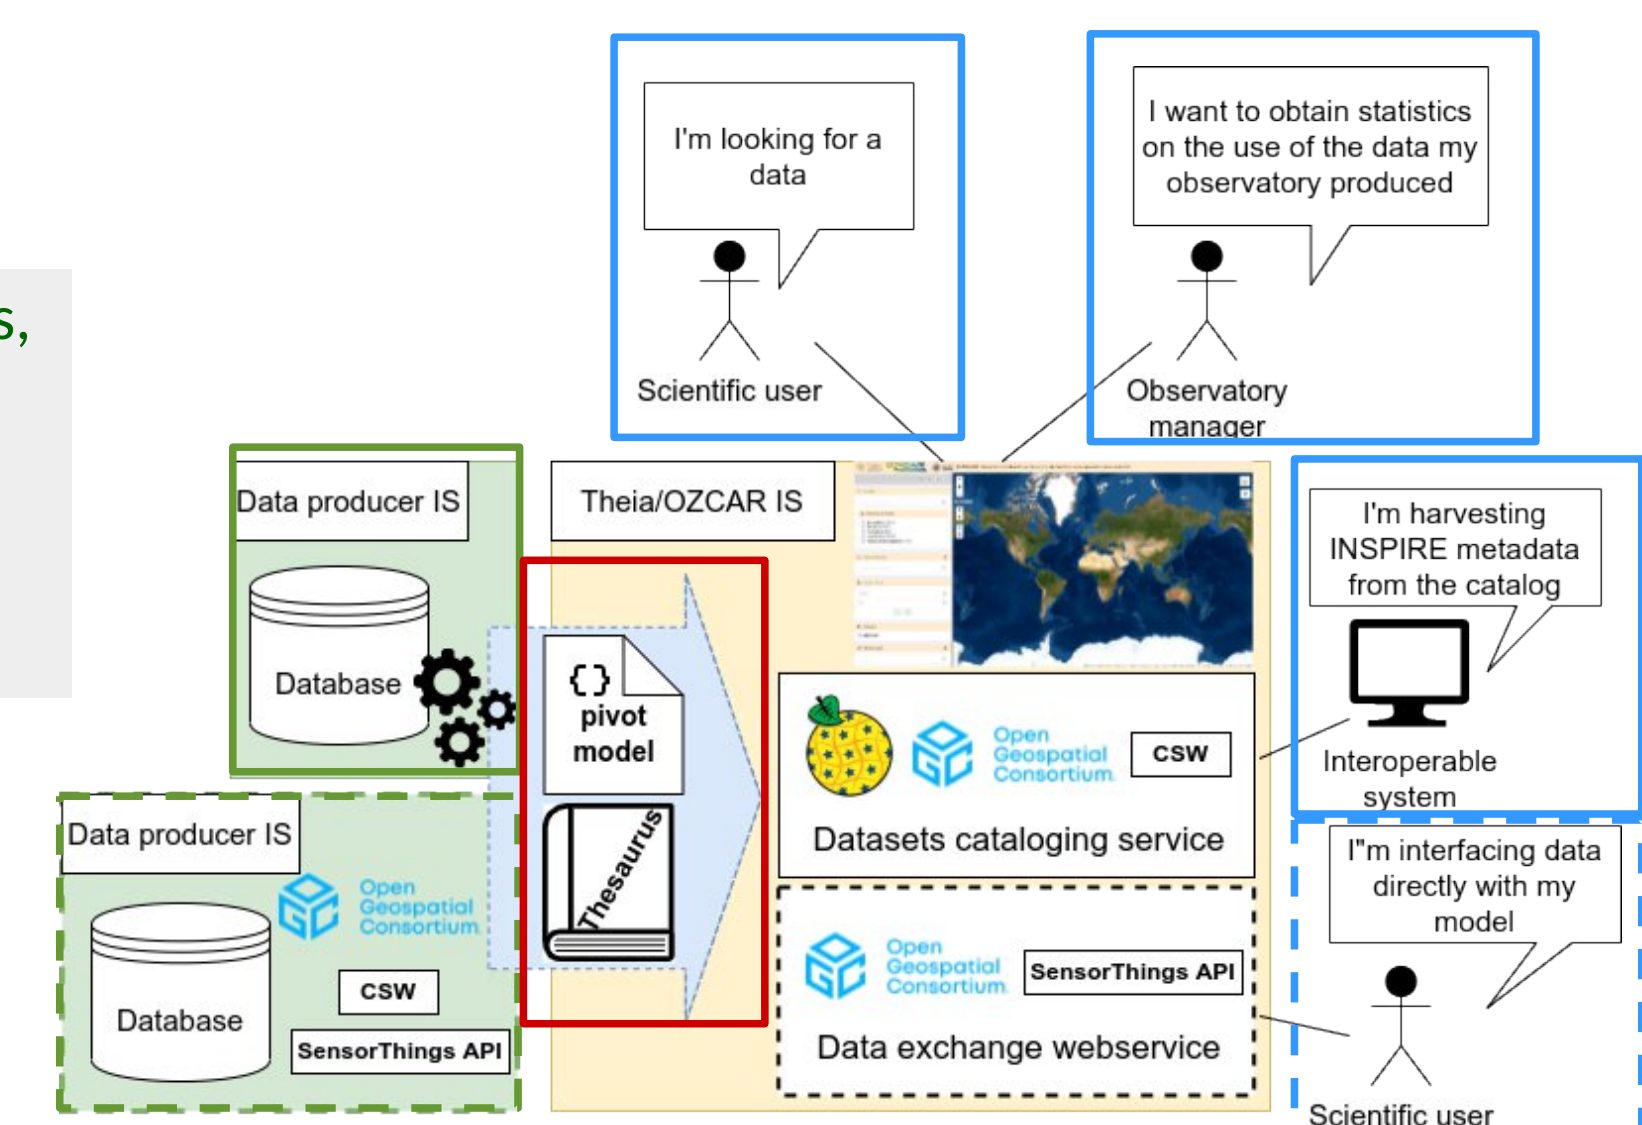 I'm looking for a
data
Scientific user
I want to obtain statistics
on the use of the data my
observatory produced
Observatory
manager
s,
Data producer IS
Database
Theia/OZCAR IS
{}
pivot
model
Thesaurus
Open
Geospatial
Consortium
CSW
Datasets cataloging service
I'm harvesting
INSPIRE metadata
from the catalog
Interoperable
system
Data producer IS
Database
Open
Geospatial
Consortium
CSW
SensorThings API
Open
Geospatial
Consortium
SensorThings API
Data exchange webservice
I"m interfacing data
directly with my
model
Scientific user